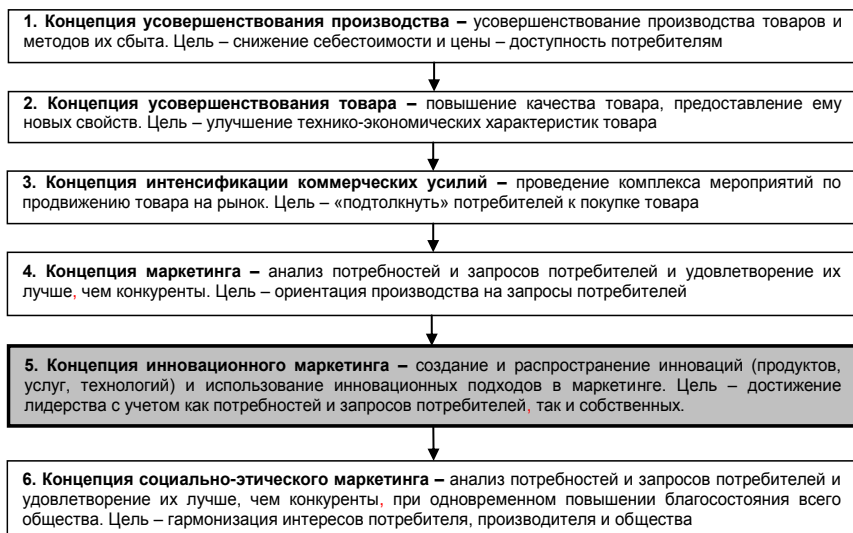 1. Концепция усовершенствования производства – усовершенствование производства товаров и
методов их сбыта. Цель – снижение себестоимости и цены – доступность потребителям
2. Концепция усовершенствования товара – повышение качества товара, предоставление ему
новых свойств. Цель – улучшение технико-экономических характеристик товара
3. Концепция интенсификации коммерческих усилий – проведение комплекса мероприятий по
продвижению товара на рынок. Цель – «подтолкнуть» потребителей к покупке товара
4. Концепция маркетинга – анализ потребностей и запросов потребителей и удовлетворение их
лучше, чем конкуренты. Цель – ориентация производства на запросы потребителей
5. Концепция инновационного маркетинга – создание и распространение инноваций (продуктов,
услуг, технологий) и использование инновационных подходов в маркетинге. Цель – достижение
лидерства с учетом как потребностей и запросов потребителей, так и собственных.
6. Концепция социально-этического маркетинга – анализ потребностей и запросов потребителей и
удовлетворение их лучше, чем конкуренты, при одновременном повышении благосостояния всего
общества. Цель – гармонизация интересов потребителя, производителя и общества